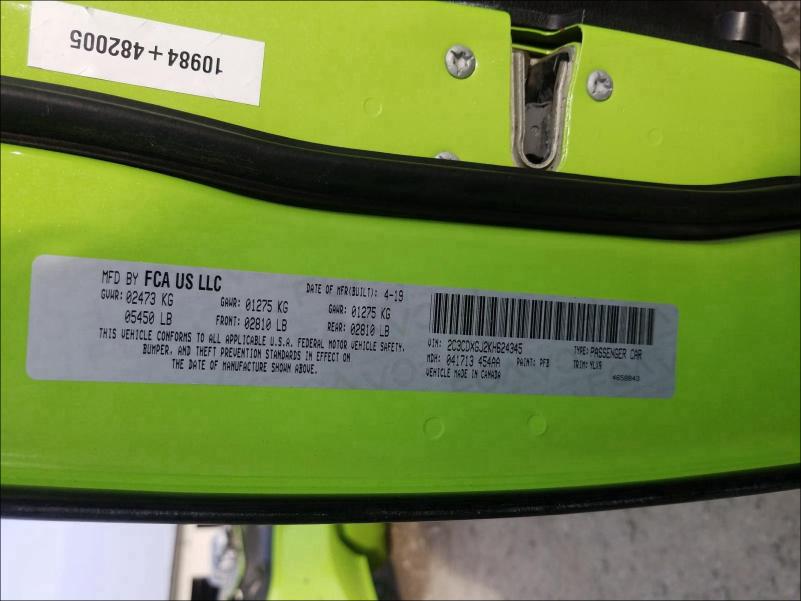 10984+482005
MFD BY FCA US LLC
DATE OF MFR(BUILT): 4-19
GVWR: 02473 KG GAWR: 01275 KG GAWR: 01275 KG
05450 LB FRONT: 02810 LB REAR: 02810 LB
THIS VEHICLE CONFORMS TO ALL APPLICABLE U.S.A. FEDERAL MOTOR VEHICLE SAFETY,
BUMPER, AND THEFT PREVENTION STANDARDS IN EFFECT ON
THE DATE OF MANUFACTURE SHOWN ABOVE.
VIN: 2C3CDXGJ2KH624345 TYPE: PASSENGER CAR
MDH: 041713 454AA PAINT: PFB TRIM: YLX9
VEHICLE MADE IN CANADA 4658843